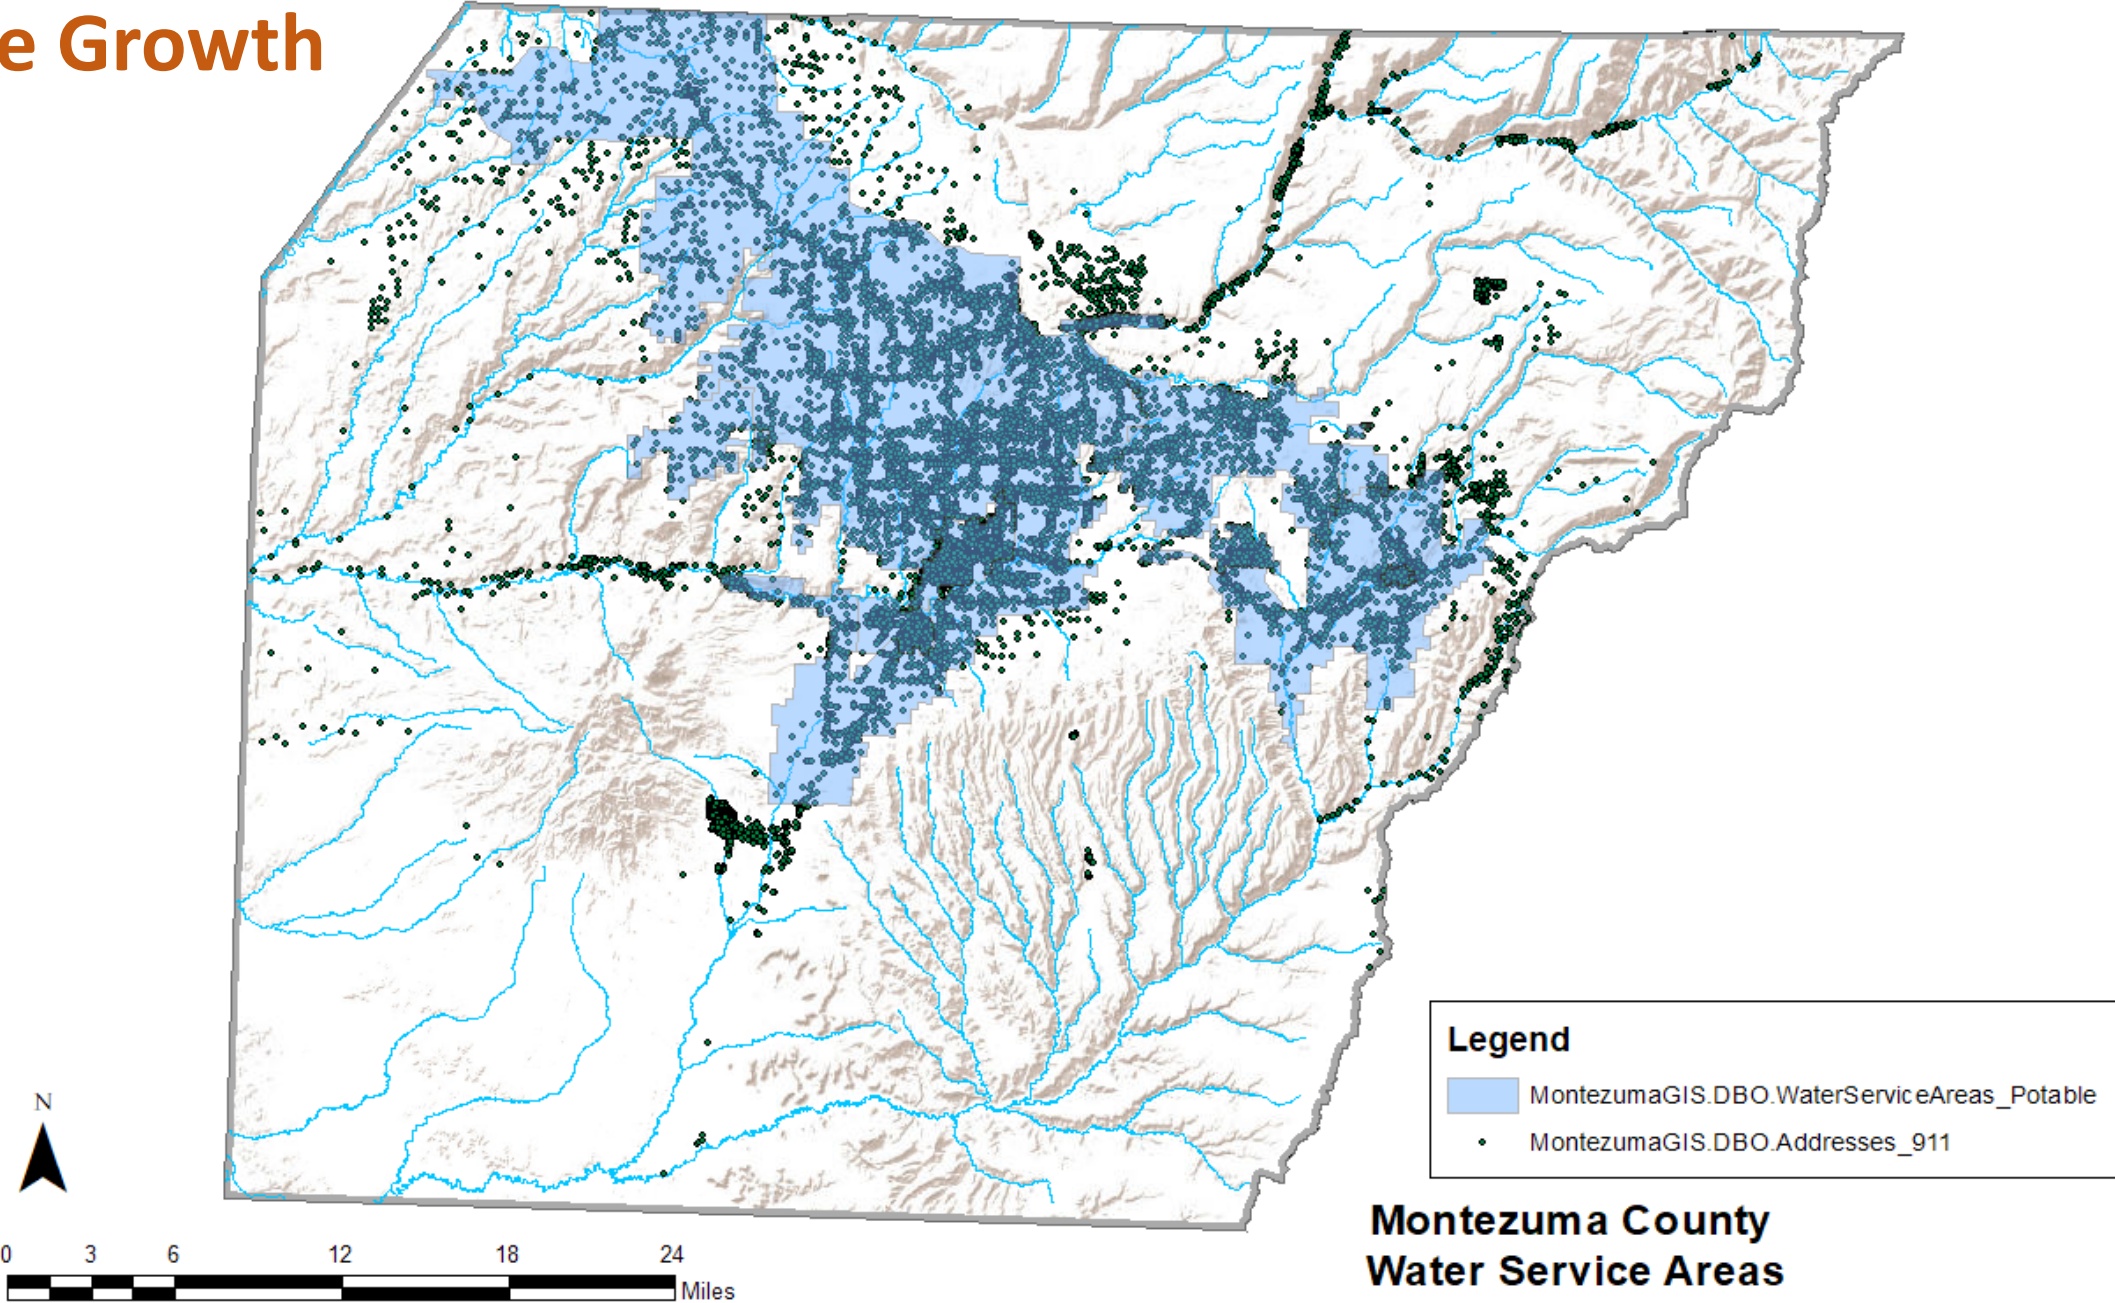 e Growth
Legend
MontezumaGIS.DBO.WaterServiceAreas_Potable
MontezumaGIS.DBO.Addresses_911
N
Montezuma County
Water Service Areas
0 3 6 12 18 24
Miles